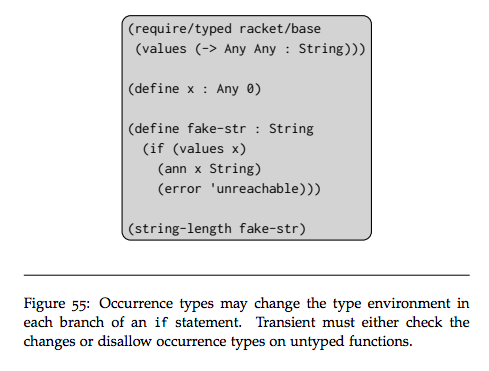 (require/typed racket/base
(values (-> Any Any : String)))
(define x : Any 0)
(define fake-str : String
(if (values x)
(ann x String)
(error 'unreachable)))
(string-length fake-str)
Figure 55: Occurrence types may change the type environment in
each branch of an if statement. Transient must either check the
changes or disallow occurrence types on untyped functions.